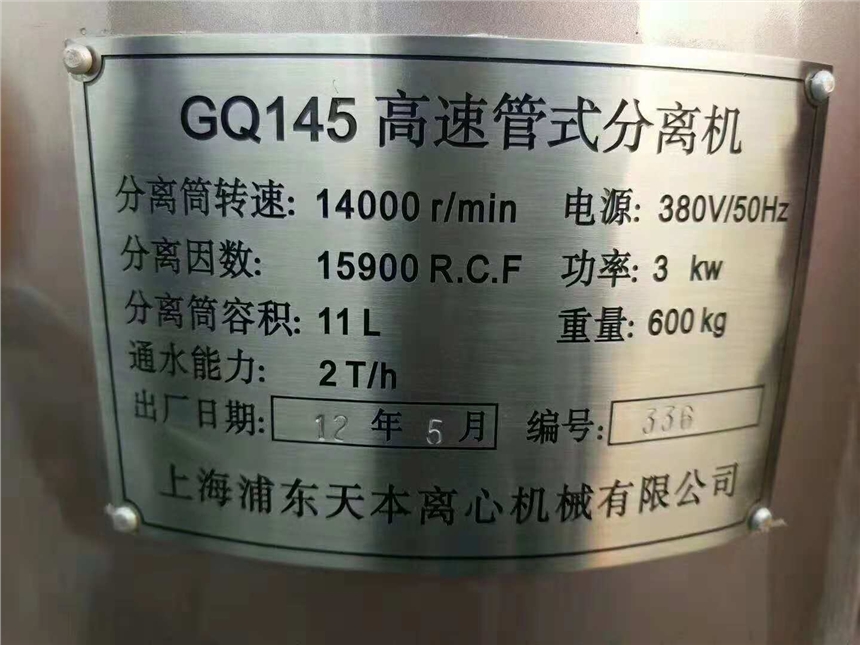 GQ145 高速管式分离机
分离筒转速: 14000 r/min 电源: 380V/50Hz
分离因数: 15900 R.C.F 功率: 3 kw
分离筒容积: 11 L 重量: 600 kg
通水能力: 2 T/h
出厂日期: 12 年 5 月 编号: 336
上海浦东天本离心机械有限公司